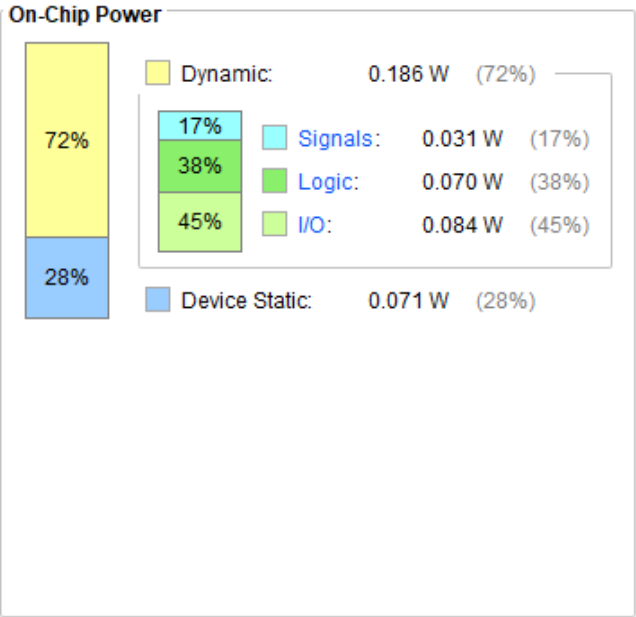 On-Chip Power
72%
28%
Dynamic: 0.186 W (72%)
17% Signals: 0.031 W (17%)
38% Logic: 0.070 W (38%)
45% I/O: 0.084 W (45%)
Device Static: 0.071 W (28%)